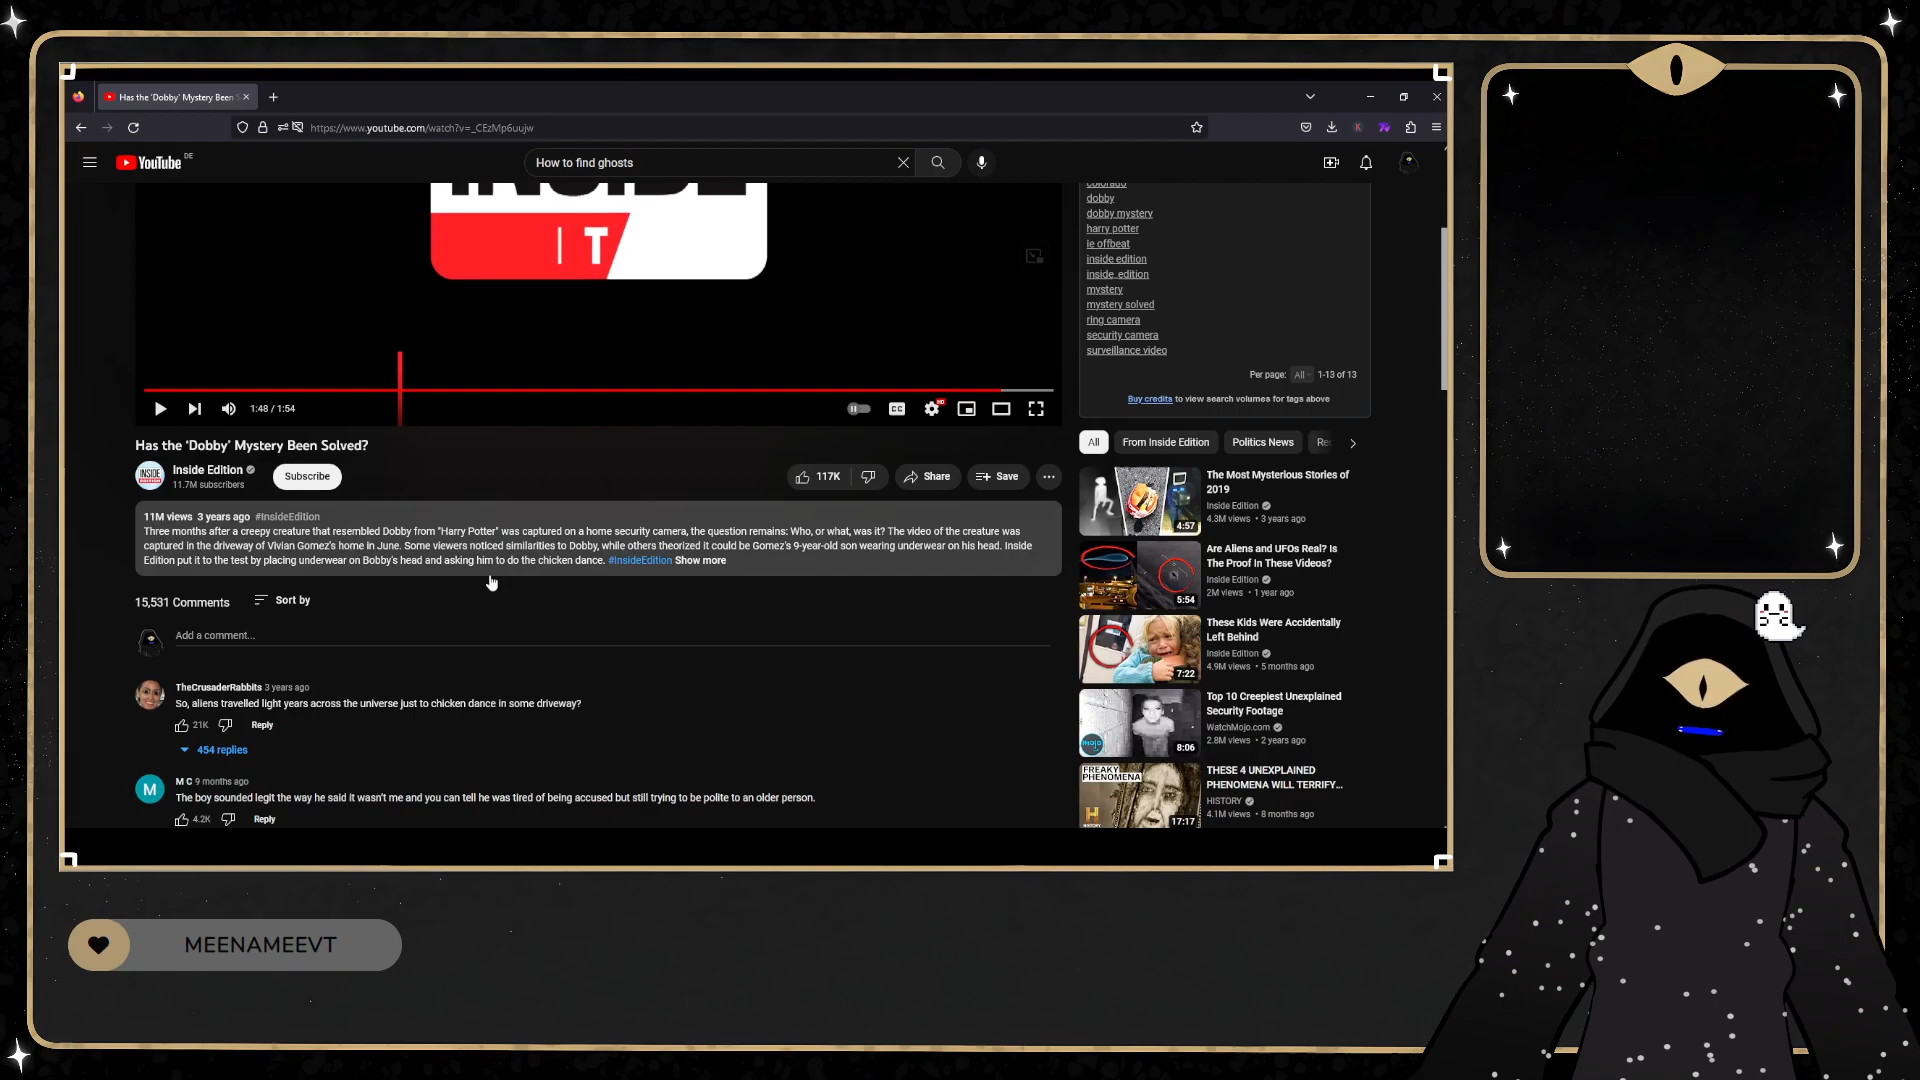 Has the 'Dobby' Mystery Been S
https://www.youtube.com/watch?v=_CEzMp6uujw
YouTube DE
How to find ghosts
INSIDE
IT
1:48 / 1:54
CC
HD
colorado
dobby
dobby mystery
harry potter
ie offbeat
inside edition
inside, edition
mystery
mystery solved
ring camera
security camera
surveillance video
Per page: All 1-13 of 13
Buy credits to view search volumes for tags above
Has the ‘Dobby’ Mystery Been Solved?
INSIDE EDITION
Inside Edition
11.7M subscribers
Subscribe
117K
Share
Save
11M views 3 years ago #InsideEdition
Three months after a creepy creature that resembled Dobby from "Harry Potter" was captured on a home security camera, the question remains: Who, or what, was it? The video of the creature was
captured in the driveway of Vivian Gomez's home in June. Some viewers noticed similarities to Dobby, while others theorized it could be Gomez's 9-year-old son wearing underwear on his head. Inside
Edition put it to the test by placing underwear on Bobby's head and asking him to do the chicken dance. #InsideEdition Show more
15,531 Comments
Sort by
Add a comment...
TheCrusaderRabbits 3 years ago
So, aliens travelled light years across the universe just to chicken dance in some driveway?
21K
Reply
454 replies
M
M C 9 months ago
The boy sounded legit the way he said it wasn't me and you can tell he was tired of being accused but still trying to be polite to an older person.
4.2K
Reply
All
From Inside Edition
Politics News
Re
The Most Mysterious Stories of
2019
Inside Edition
4.3M views • 3 years ago
4:57
Are Aliens and UFOs Real? Is
The Proof In These Videos?
Inside Edition
2M views • 1 year ago
5:54
These Kids Were Accidentally
Left Behind
Inside Edition
4.9M views • 5 months ago
7:22
Top 10 Creepiest Unexplained
Security Footage
WatchMojo.com
2.8M views • 2 years ago
mojo
8:06
FREAKY
PHENOMENA
THESE 4 UNEXPLAINED
PHENOMENA WILL TERRIFY...
HISTORY
4.1M views • 8 months ago
H
17:17
MEENAMEEVT